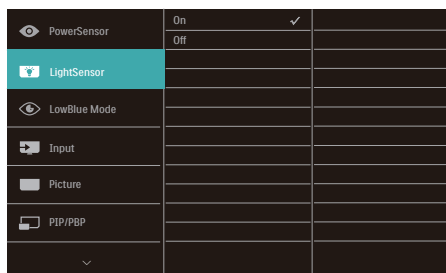 PowerSensor
LightSensor
LowBlue Mode
Input
Picture
PIP/PBP
On
Off